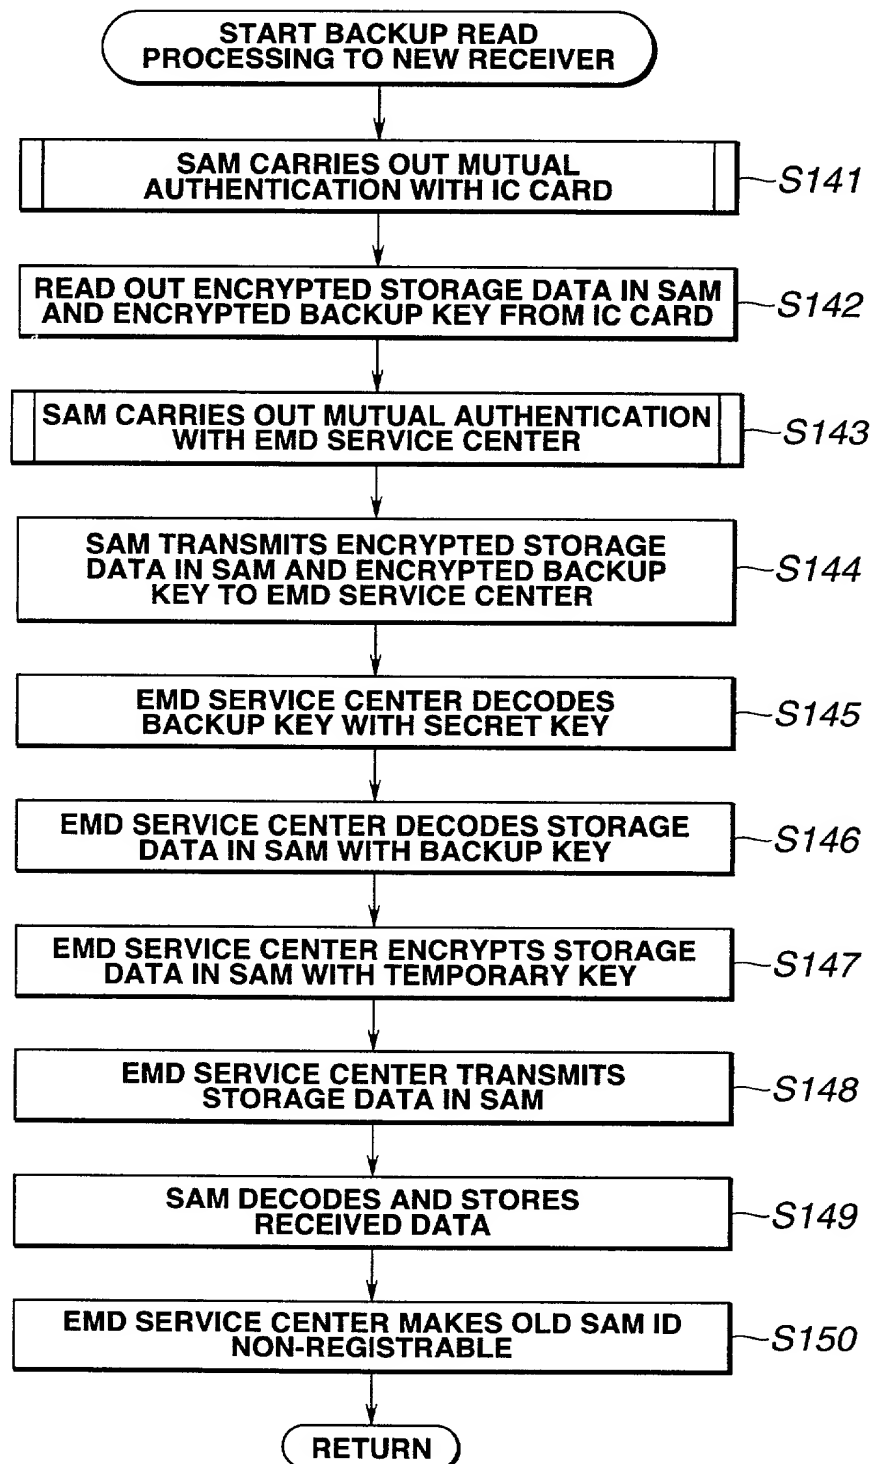 START BACKUP READ
PROCESSING TO NEW RECEIVER
SAM CARRIES OUT MUTUAL
AUTHENTICATION WITH IC CARD
S141
READ OUT ENCRYPTED STORAGE DATA IN SAM
AND ENCRYPTED BACKUP KEY FROM IC CARD
S142
SAM CARRIES OUT MUTUAL AUTHENTICATION
WITH EMD SERVICE CENTER
S143
SAM TRANSMITS ENCRYPTED STORAGE
DATA IN SAM AND ENCRYPTED BACKUP
KEY TO EMD SERVICE CENTER
S144
EMD SERVICE CENTER DECODES
BACKUP KEY WITH SECRET KEY
S145
EMD SERVICE CENTER DECODES STORAGE
DATA IN SAM WITH BACKUP KEY
S146
EMD SERVICE CENTER ENCRYPTS STORAGE
DATA IN SAM WITH TEMPORARY KEY
S147
EMD SERVICE CENTER TRANSMITS
STORAGE DATA IN SAM
S148
SAM DECODES AND STORES
RECEIVED DATA
S149
EMD SERVICE CENTER MAKES OLD SAM ID
NON-REGISTRABLE
S150
RETURN